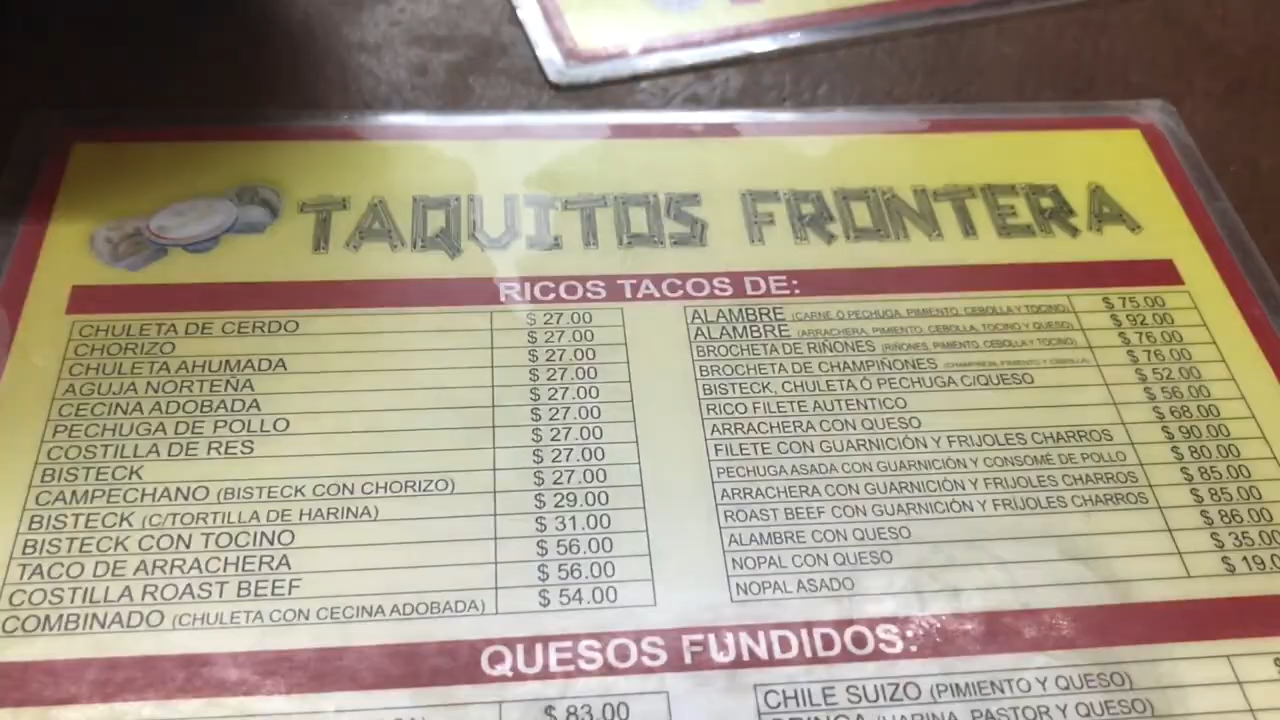 TAQUITOS FRONTERA
RICOS TACOS DE:
CHULETA DE CERDO $ 27.00
CHORIZO $ 27.00
CHULETA AHUMADA $ 27.00
AGUJA NORTEÑA $ 27.00
CECINA ADOBADA $ 27.00
PECHUGA DE POLLO $ 27.00
COSTILLA DE RES $ 27.00
BISTECK $ 27.00
CAMPECHANO (BISTECK CON CHORIZO) $ 27.00
BISTECK (C/TORTILLA DE HARINA) $ 29.00
BISTECK CON TOCINO $ 31.00
TACO DE ARRACHERA $ 56.00
COSTILLA ROAST BEEF $ 56.00
COMBINADO (CHULETA CON CECINA ADOBADA) $ 54.00
ALAMBRE (CARNE Ó PECHUGA, PIMIENTO, CEBOLLA Y TOCINO) $ 75.00
ALAMBRE (ARRACHERA, PIMIENTO, CEBOLLA, TOCINO Y QUESO) $ 92.00
BROCHETA DE RIÑONES (RIÑONES, PIMIENTO, CEBOLLA Y TOCINO) $ 76.00
BROCHETA DE CHAMPIÑONES (CHAMPIÑON, PIMIENTO Y CEBOLLA) $ 76.00
BISTECK, CHULETA Ó PECHUGA C/QUESO $ 52.00
RICO FILETE AUTENTICO $ 56.00
ARRACHERA CON QUESO $ 68.00
FILETE CON GUARNICIÓN Y FRIJOLES CHARROS $ 90.00
PECHUGA ASADA CON GUARNICIÓN Y CONSOMÉ DE POLLO $ 80.00
ARRACHERA CON GUARNICIÓN Y FRIJOLES CHARROS $ 85.00
ROAST BEEF CON GUARNICIÓN Y FRIJOLES CHARROS $ 85.00
ALAMBRE CON QUESO $ 86.00
NOPAL CON QUESO $ 35.00
NOPAL ASADO $ 19.0
QUESOS FUNDIDOS:
$ 83.00
CHILE SUIZO (PIMIENTO Y QUESO)
(HARINA, PASTOR Y QUESO)